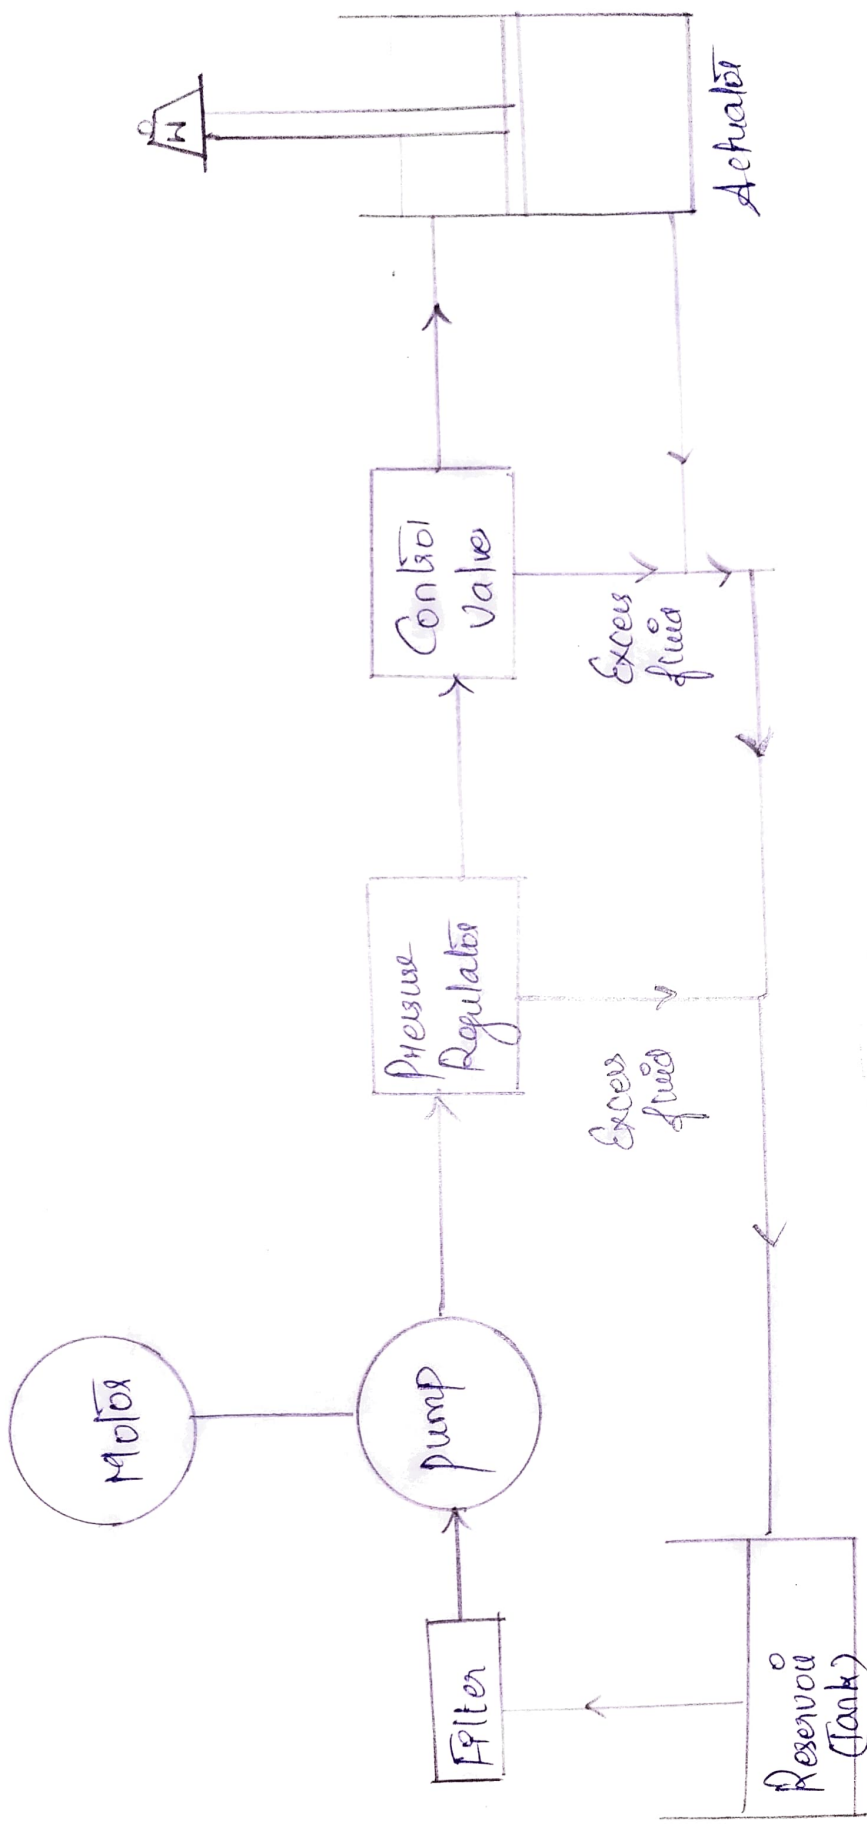 W
Motor
Pump
Filter
Reservoir
(Tank)
Pressure
Regulator
Control
Valve
Excess
fluid
Excess
fluid
Actuator